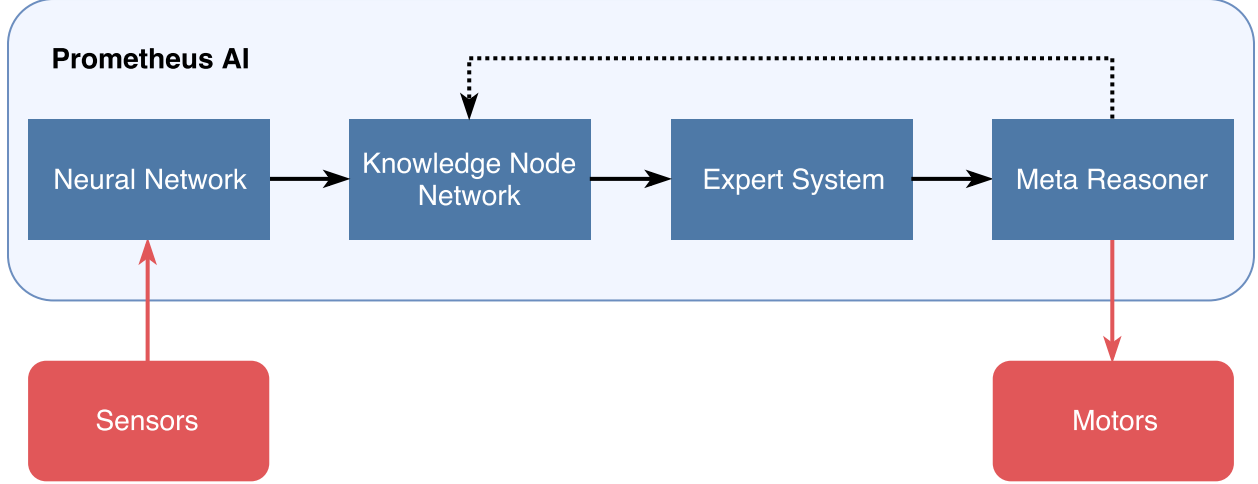 Prometheus AI
Neural Network
Knowledge Node
Network
Expert System
Meta Reasoner
Sensors
Motors